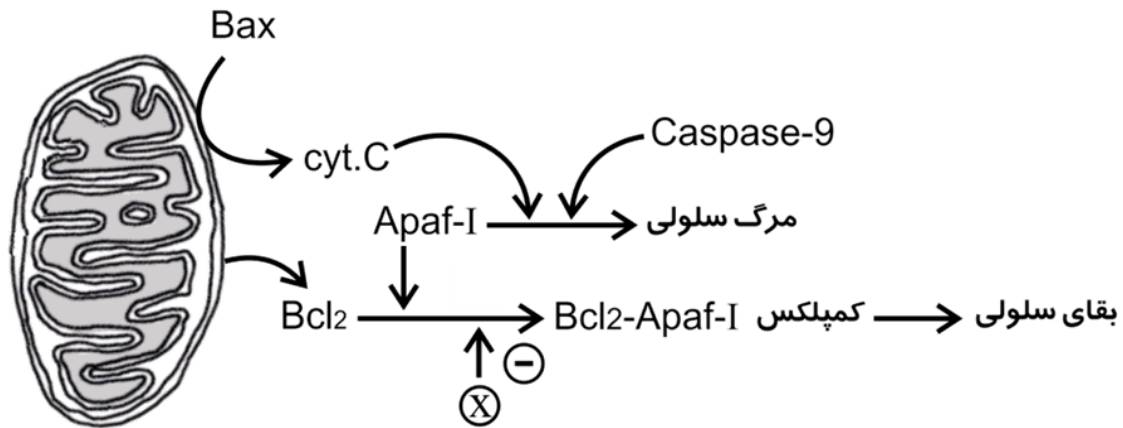 Bax
cyt.C
Caspase-9
Apaf-I
مرگ سلولی
Bcl2
Bcl2-Apaf-I کمپلکس
بقای سلولی
−
X